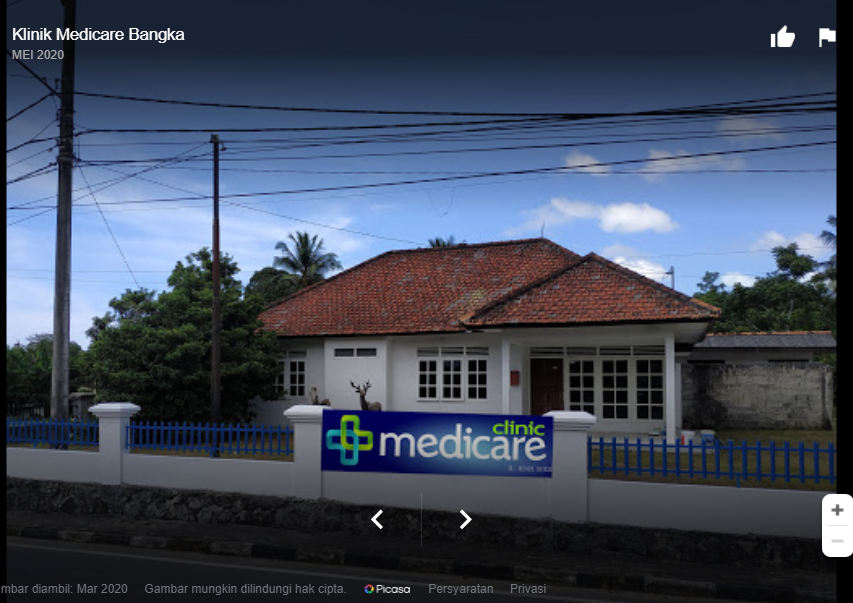 Klinik Medicare Bangka
MEI 2020
clinic
medicare
mbar diambil: Mar 2020 Gambar mungkin dilindungi hak cipta. Picasa Persyaratan Privasi